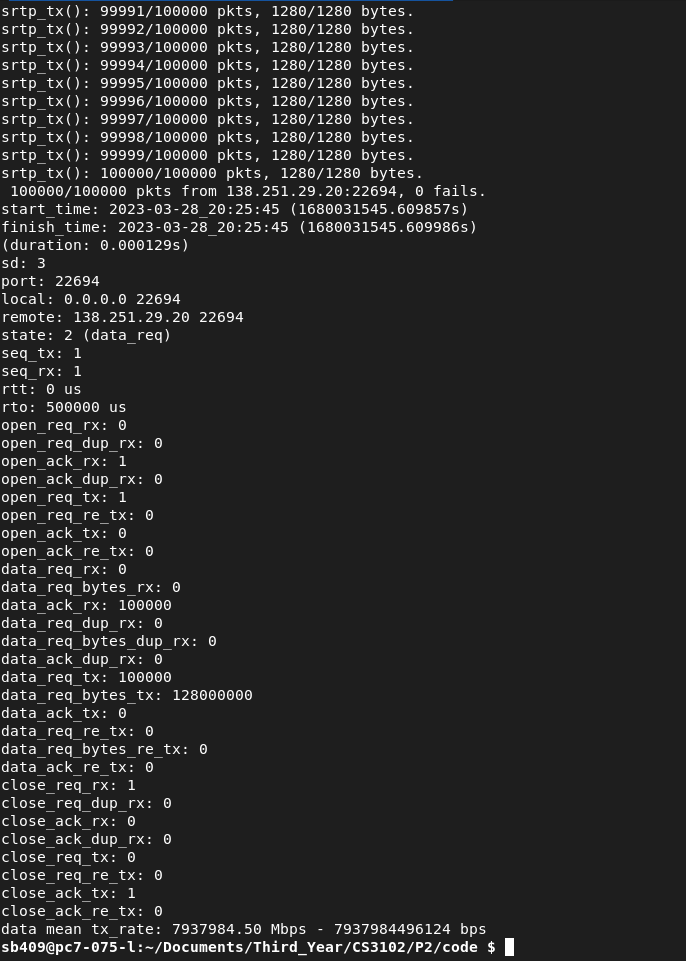 srtp_tx(): 99991/100000 pkts, 1280/1280 bytes.
srtp_tx(): 99992/100000 pkts, 1280/1280 bytes.
srtp_tx(): 99993/100000 pkts, 1280/1280 bytes.
srtp_tx(): 99994/100000 pkts, 1280/1280 bytes.
srtp_tx(): 99995/100000 pkts, 1280/1280 bytes.
srtp_tx(): 99996/100000 pkts, 1280/1280 bytes.
srtp_tx(): 99997/100000 pkts, 1280/1280 bytes.
srtp_tx(): 99998/100000 pkts, 1280/1280 bytes.
srtp_tx(): 99999/100000 pkts, 1280/1280 bytes.
srtp_tx(): 100000/100000 pkts, 1280/1280 bytes.
 100000/100000 pkts from 138.251.29.20:22694, 0 fails.
start_time: 2023-03-28_20:25:45 (1680031545.609857s)
finish_time: 2023-03-28_20:25:45 (1680031545.609986s)
(duration: 0.000129s)
sd: 3
port: 22694
local: 0.0.0.0 22694
remote: 138.251.29.20 22694
state: 2 (data_req)
seq_tx: 1
seq_rx: 1
rtt: 0 us
rto: 500000 us
open_req_rx: 0
open_req_dup_rx: 0
open_ack_rx: 1
open_ack_dup_rx: 0
open_req_tx: 1
open_req_re_tx: 0
open_ack_tx: 0
open_ack_re_tx: 0
data_req_rx: 0
data_req_bytes_rx: 0
data_ack_rx: 100000
data_req_dup_rx: 0
data_req_bytes_dup_rx: 0
data_ack_dup_rx: 0
data_req_tx: 100000
data_req_bytes_tx: 128000000
data_ack_tx: 0
data_req_re_tx: 0
data_req_bytes_re_tx: 0
data_ack_re_tx: 0
close_req_rx: 1
close_req_dup_rx: 0
close_ack_rx: 0
close_ack_dup_rx: 0
close_req_tx: 0
close_req_re_tx: 0
close_ack_tx: 1
close_ack_re_tx: 0
data mean tx_rate: 7937984.50 Mbps - 7937984496124 bps
sb409@pc7-075-l:~/Documents/Third_Year/CS3102/P2/code $